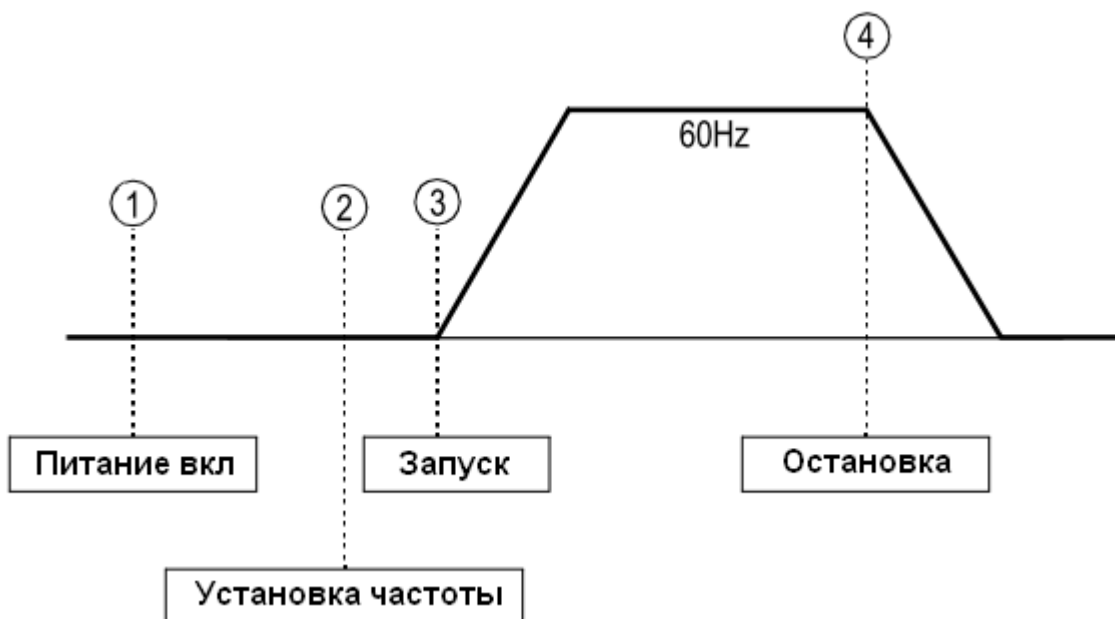 4
60Hz
1
2
3
Питание вкл
Запуск
Остановка
Установка частоты